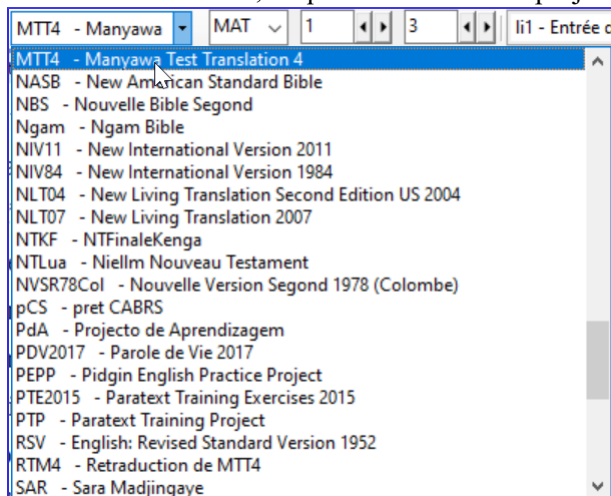 MTT4 - Manyawa MAT 1 3 li1 - Entrée
MTT4 - Manyawa Test Translation 4
NASB - New American Standard Bible
NBS - Nouvelle Bible Segond
Ngam - Ngam Bible
NIV11 - New International Version 2011
NIV84 - New International Version 1984
NLT04 - New Living Translation Second Edition US 2004
NLT07 - New Living Translation 2007
NTKF - NTFinaleKenga
NTLua - Niellm Nouveau Testament
NVSR78Col - Nouvelle Version Segond 1978 (Colombe)
pCS - pret CABRS
PdA - Projecto de Aprendizagem
PDV2017 - Parole de Vie 2017
PEPP - Pidgin English Practice Project
PTE2015 - Paratext Training Exercises 2015
PTP - Paratext Training Project
RSV - English: Revised Standard Version 1952
RTM4 - Retraduction de MTT4
SAR - Sara Madjingaye